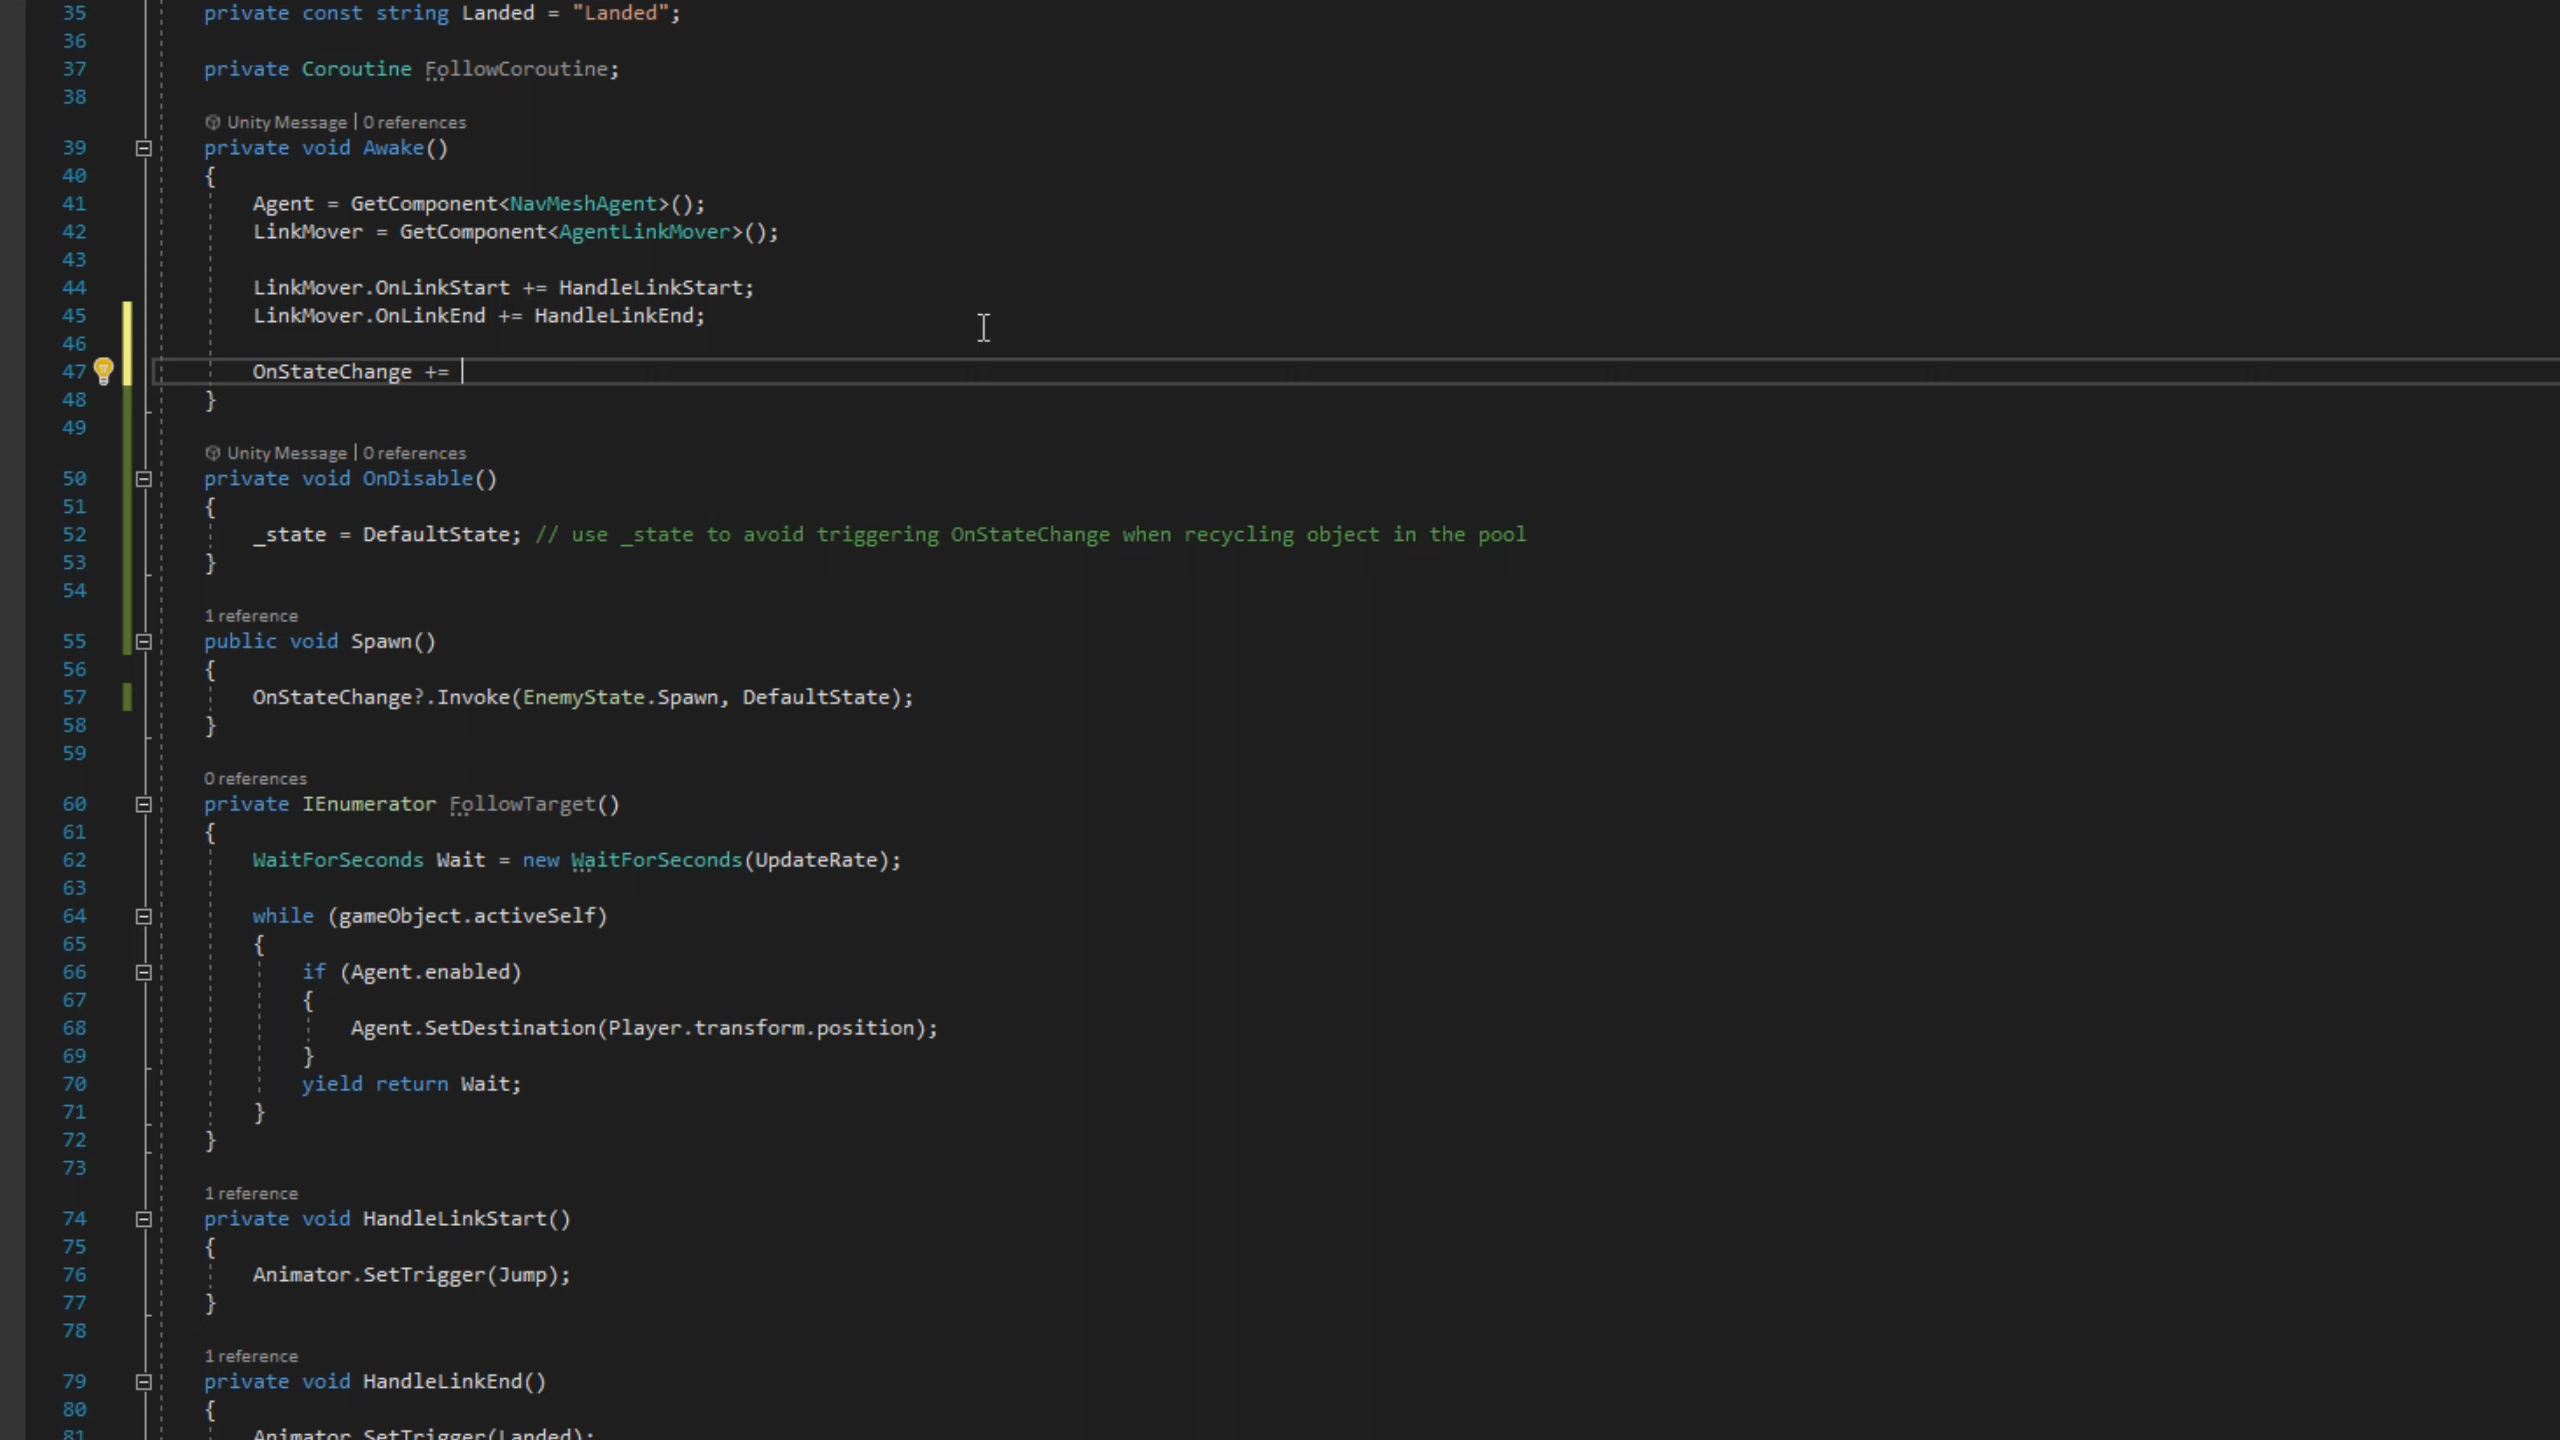 35 private const string Landed = "Landed";
36
37 private Coroutine FollowCoroutine;
38
Unity Message | 0 references
39 private void Awake()
40 {
41 Agent = GetComponent<NavMeshAgent>();
42 LinkMover = GetComponent<AgentLinkMover>();
43
44 LinkMover.OnLinkStart += HandleLinkStart;
45 LinkMover.OnLinkEnd += HandleLinkEnd;
46
47 OnStateChange +=
48 }
49
Unity Message | 0 references
50 private void OnDisable()
51 {
52 _state = DefaultState; // use _state to avoid triggering OnStateChange when recycling object in the pool
53 }
54
1 reference
55 public void Spawn()
56 {
57 OnStateChange?.Invoke(EnemyState.Spawn, DefaultState);
58 }
59
0 references
60 private IEnumerator FollowTarget()
61 {
62 WaitForSeconds Wait = new WaitForSeconds(UpdateRate);
63
64 while (gameObject.activeSelf)
65 {
66 if (Agent.enabled)
67 {
68 Agent.SetDestination(Player.transform.position);
69 }
70 yield return Wait;
71 }
72 }
73
1 reference
74 private void HandleLinkStart()
75 {
76 Animator.SetTrigger(Jump);
77 }
78
1 reference
79 private void HandleLinkEnd()
80 {
81 Animator.SetTrigger(Landed);